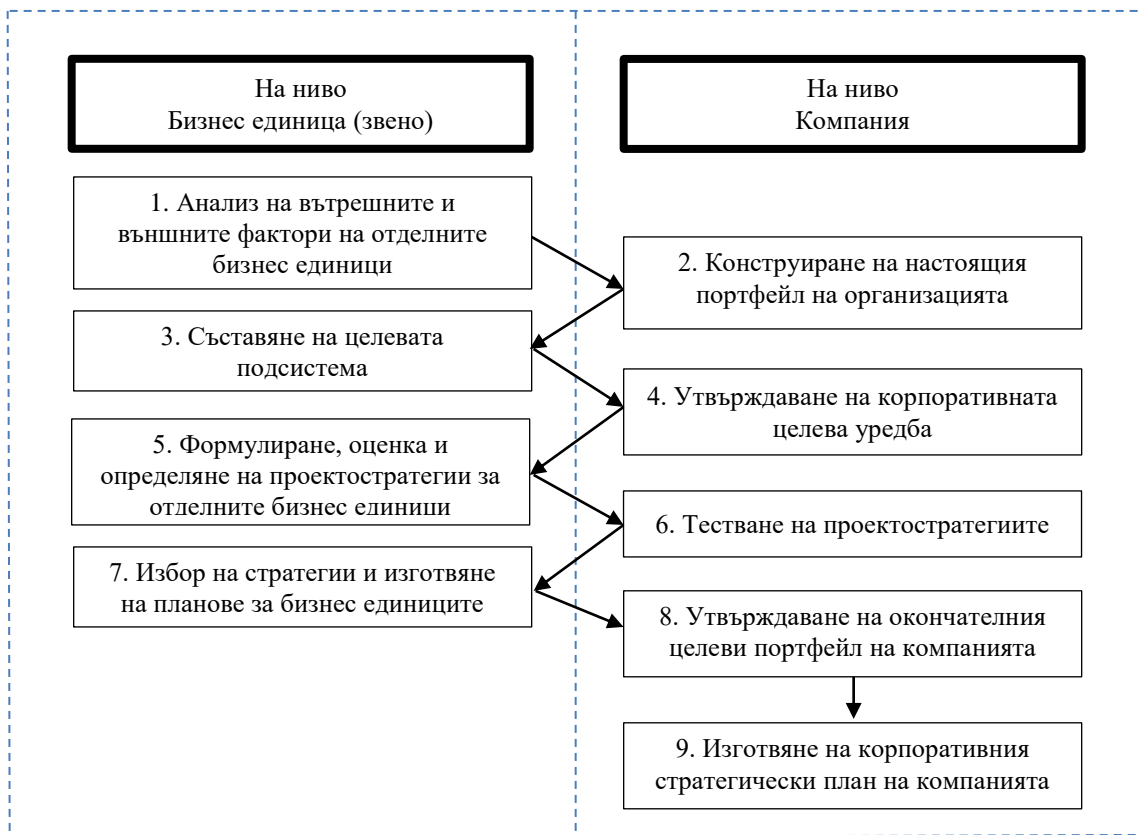 На ниво
Бизнес единица (звено)
На ниво
Компания
1. Анализ на вътрешните и
външните фактори на отделните
бизнес единици
2. Конструиране на настоящия
портфейл на организацията
3. Съставяне на целевата
подсистема
4. Утвърждаване на корпоративната
целева уредба
5. Формулиране, оценка и
определяне на проектостратегии за
отделните бизнес единици
6. Тестване на проектостратегиите
7. Избор на стратегии и изготвяне
на планове за бизнес единиците
8. Утвърждаване на окончателния
целеви портфейл на компанията
9. Изготвяне на корпоративния
стратегически план на компанията